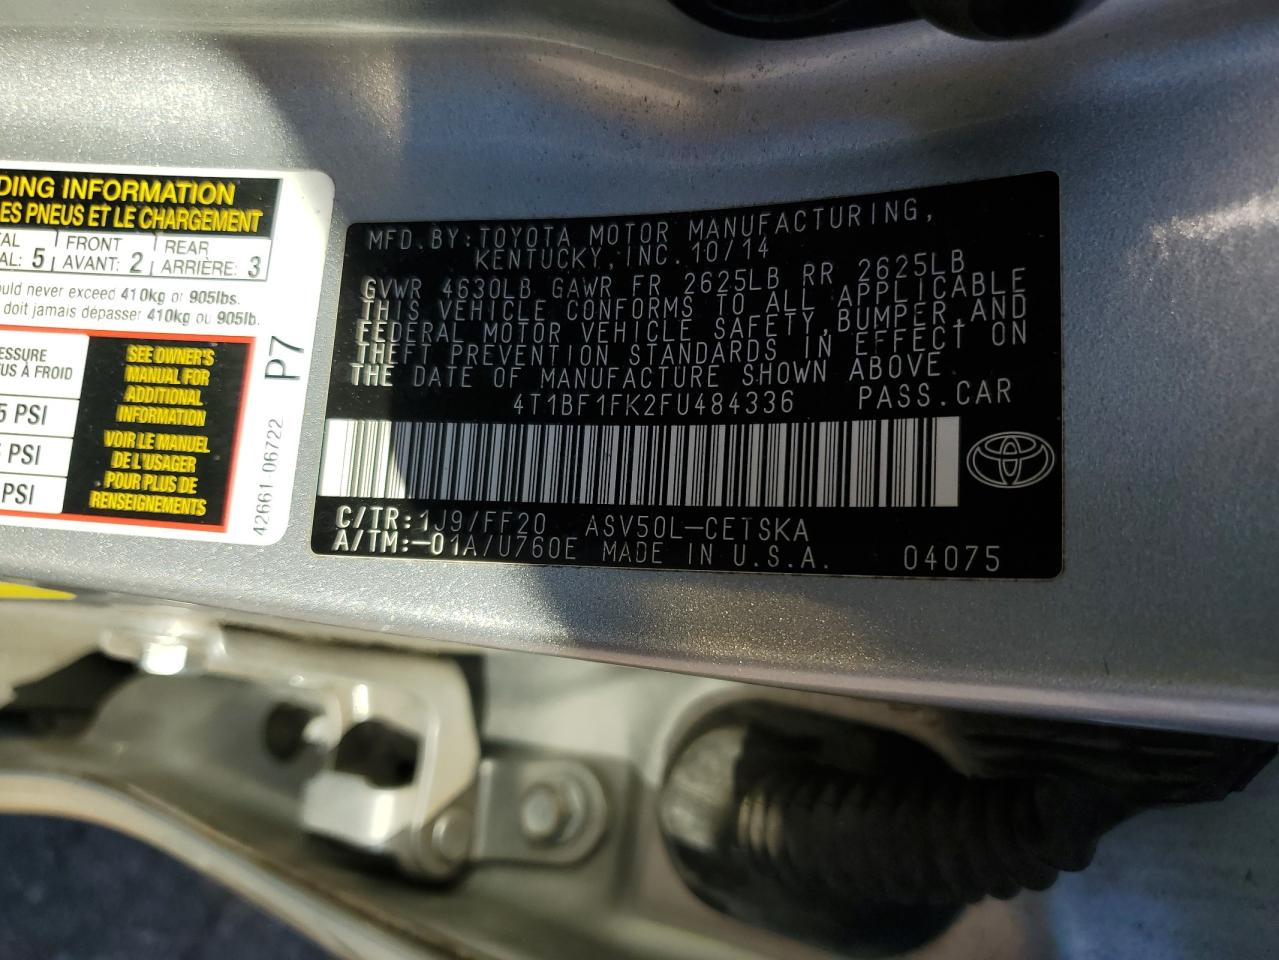 DING INFORMATION
ES PNEUS ET LE CHARGEMENT
TAL
AL: 5
FRONT
AVANT: 2
REAR
ARRIÈRE: 3
uld never exceed 410kg or 905lbs.
doit jamais dépasser 410kg ou 905lb.
ESSURE
US À FROID
5 PSI
PSI
PSI
SEE OWNER'S
MANUAL FOR
ADDITIONAL
INFORMATION
VOIR LE MANUEL
DE L'USAGER
POUR PLUS DE
RENSEIGNEMENTS
42661-06722
P7
MFD.BY:TOYOTA MOTOR MANUFACTURING,
KENTUCKY,INC.10/14
GVWR 4630LB GAWR FR 2625LB RR 2625LB
THIS VEHICLE CONFORMS TO ALL APPLICABLE
FEDERAL MOTOR VEHICLE SAFETY,BUMPER,AND
THEFT PREVENTION STANDARDS IN EFFECT ON
THE DATE OF MANUFACTURE SHOWN ABOVE.
4T1BF1FK2FU484336 PASS.CAR
C/TR:1J9/FF20 ASV50L-CETSKA
A/TM:-01A/U760E MADE IN U.S.A. 04075